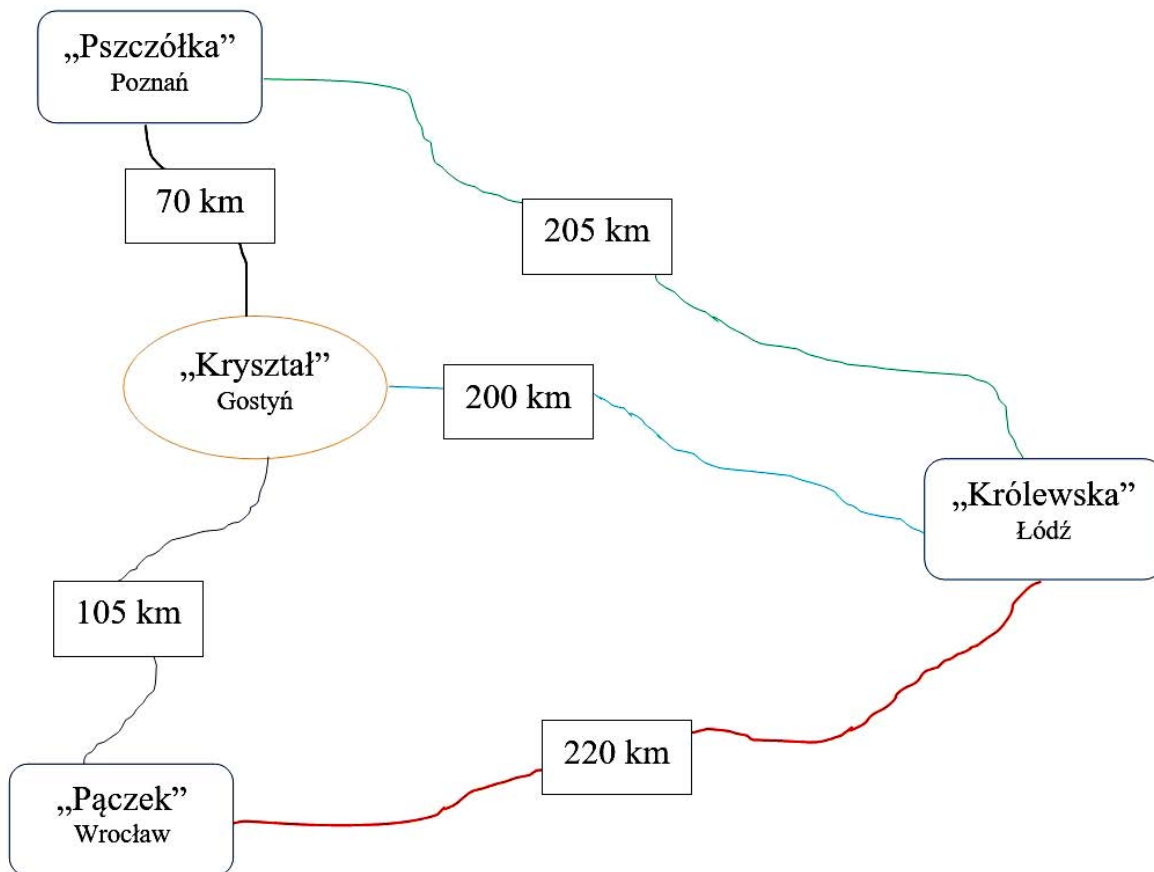 „Pszczółka”
Poznań
70 km
205 km
„Kryształ”
Gostyń
200 km
„Królewska”
Łódź
105 km
220 km
„Pączek”
Wrocław